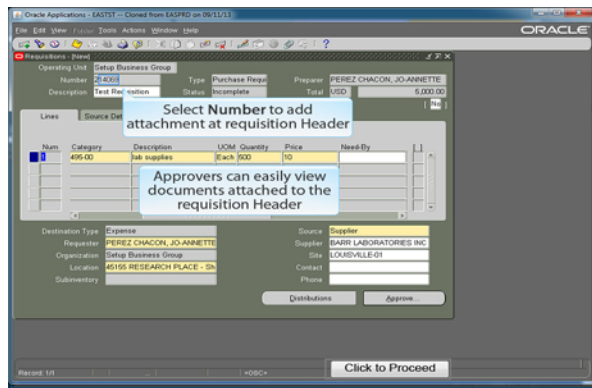 Oracle Applications - EASTST -- Cloned from EASPRD on 09/11/13
File Edit View Folder Tools Actions Window Help
ORACLE
Requisitions - [New]
Operating Unit Setup Business Group
Number Type Purchase Requi Preparer PEREZ CHACON, JO-ANNETTE
Description Test Requisition Status Incomplete Total USD 5,000.00
No
Select Number to add
attachment at requisition Header
Lines Source Det
Num Category Description UOM Quantity Price Need-By [ ]
1 495-00 lab supplies Each 500 10
Approvers can easily view
documents attached to the
requisition Header
Destination Type Expense Source Supplier
Requester PEREZ CHACON, JO-ANNETTE Supplier BARR LABORATORIES INC
Organization Setup Business Group Site LOUISVILLE-01
Location 45155 RESEARCH PLACE - Sh Contact
Subinventory Phone
Distributions Approve...
Record: 1/1 ... <OSC>
Click to Proceed